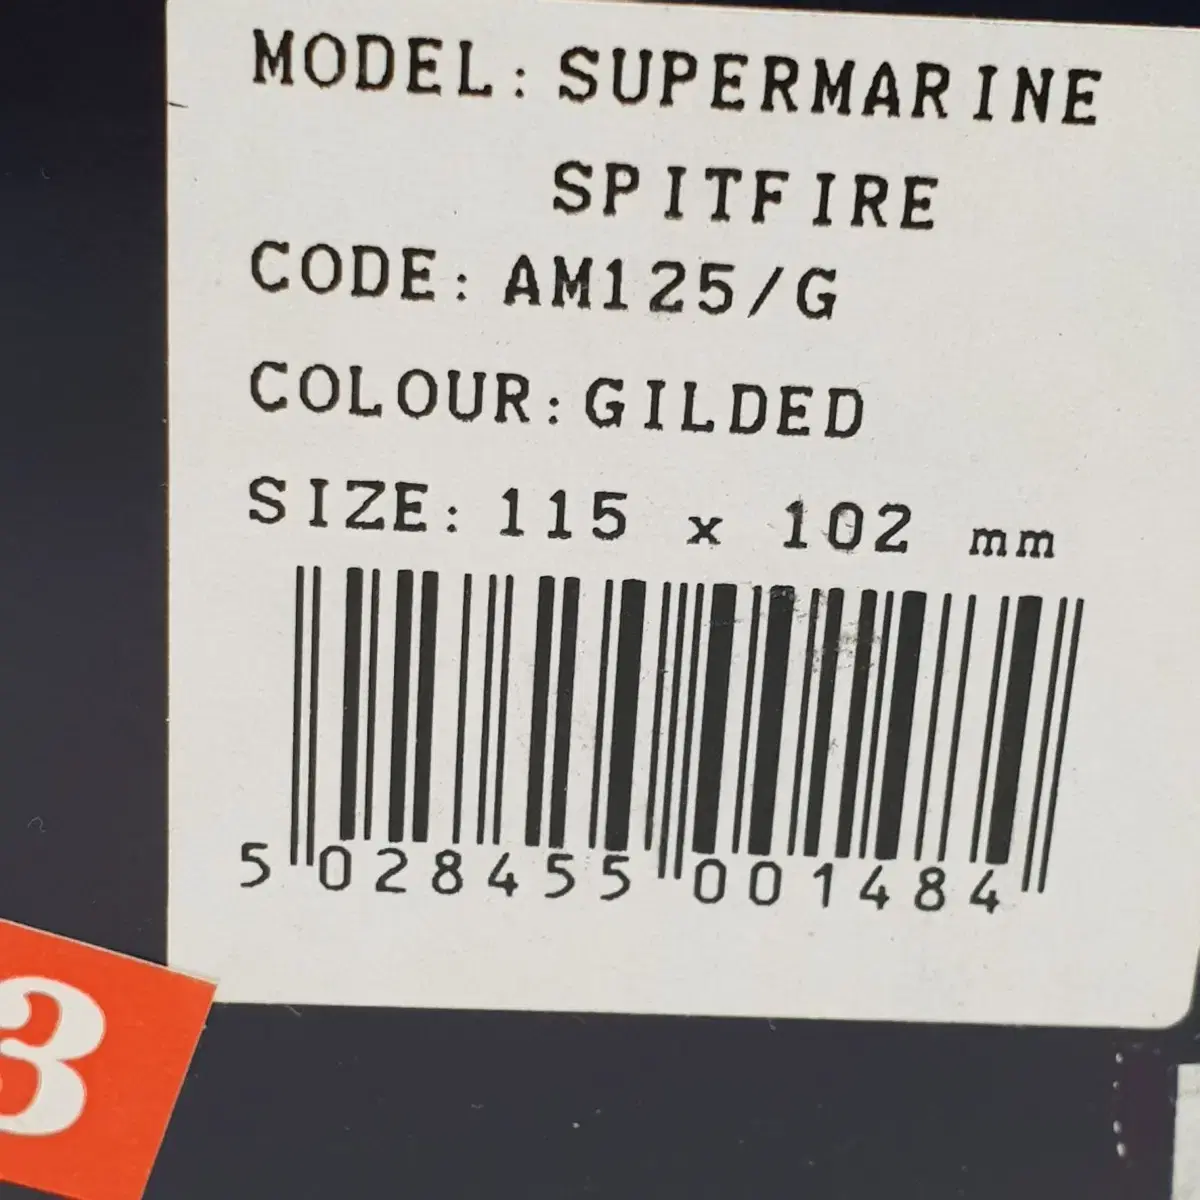 MODEL: SUPERMARINE
SPITFIRE
CODE: AM125/G
COLOUR: GILDED
SIZE: 115 x 102 mm
5 028455 001484
3